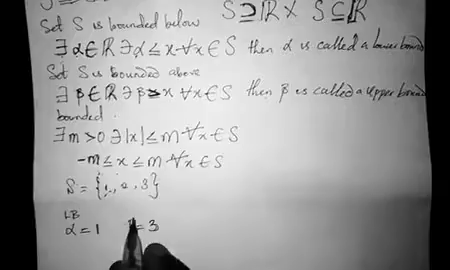 S⊇ℝ X S⊆ℝ
Set S is bounded below
∃ α∈ℝ ∋ α≤x ∀x∈S then α is called a lower bound
Set S is bounded above
∃ β∈ℝ ∋ β≥x ∀x∈S then β is called a upper bound
bounded.
∃ m>0 ∋ |x|≤m ∀x∈S
-m≤x≤m ∀x∈S
S={1, 2, 3}
LB
α=1 =3